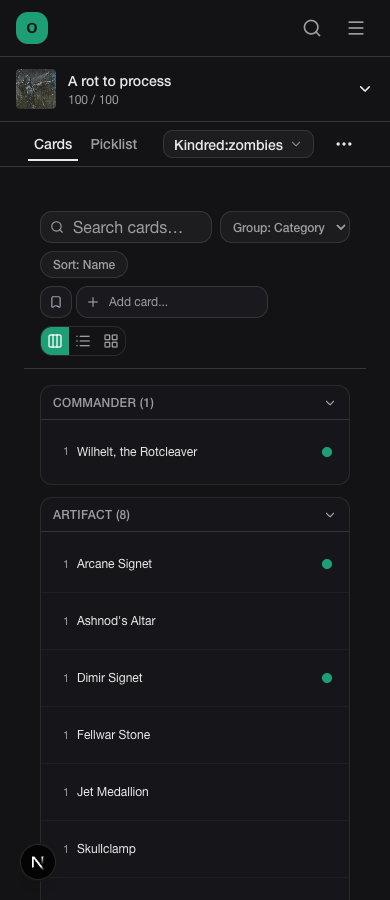 O
A rot to process
100 / 100
Cards Picklist Kindred:zombies
Search cards...
Group: Category
Sort: Name
Add card...
COMMANDER (1)
1 Wilhelt, the Rotcleaver
ARTIFACT (8)
1 Arcane Signet
1 Ashnod's Altar
1 Dimir Signet
1 Fellwar Stone
1 Jet Medallion
1 Skullclamp
N